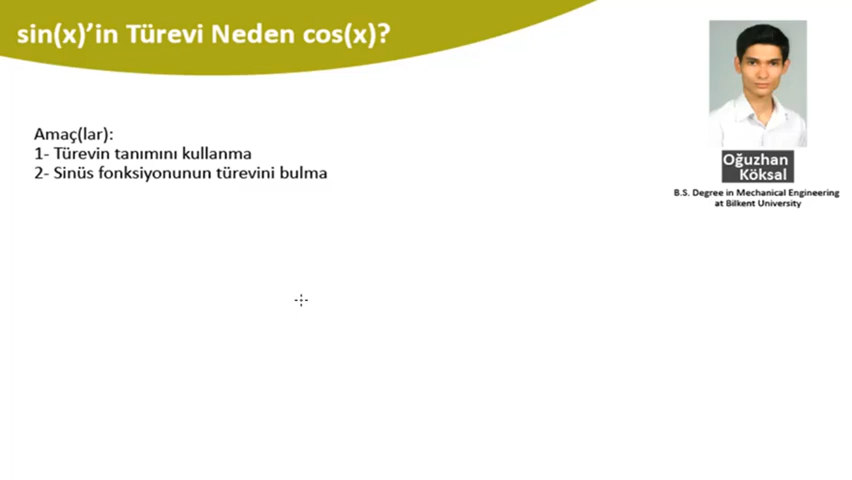 sin(x)’in Türevi Neden cos(x)?
Amaç(lar):
1- Türevin tanımını kullanma
2- Sinüs fonksiyonunun türevini bulma
Oğuzhan
Köksal
B.S. Degree in Mechanical Engineering
at Bilkent University